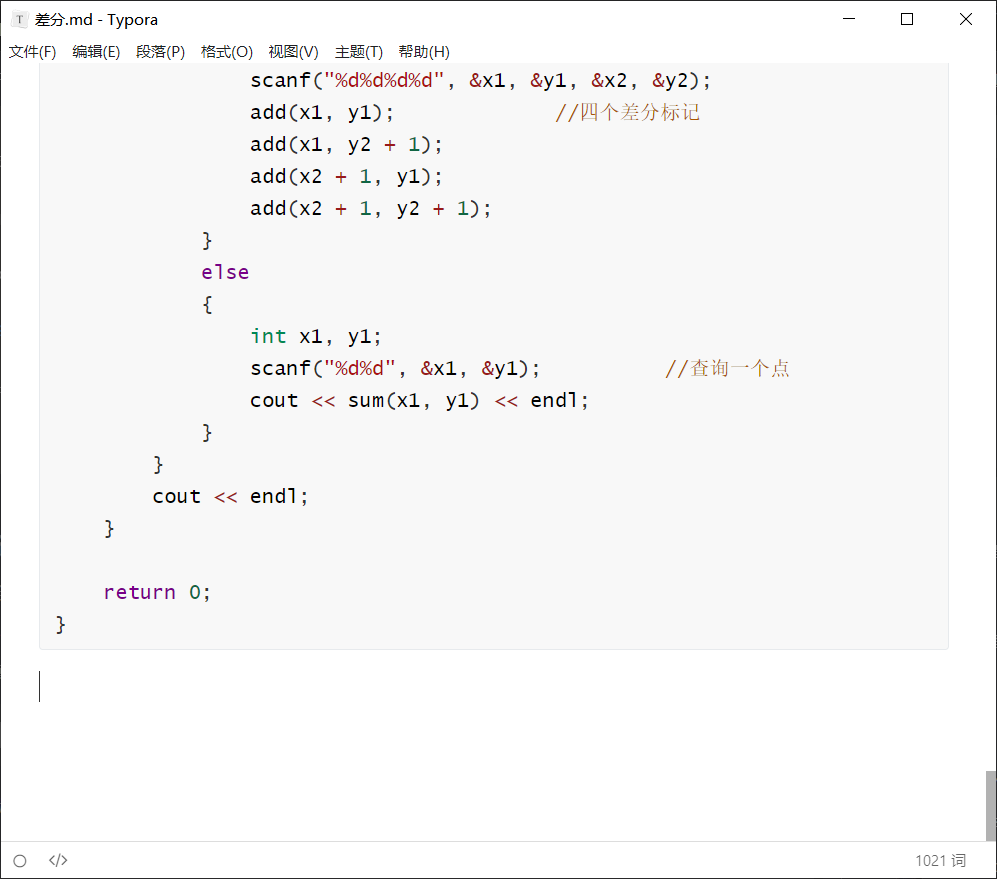 T 差分.md - Typora
文件(F) 编辑(E) 段落(P) 格式(O) 视图(V) 主题(T) 帮助(H)
scanf("%d%d%d%d", &x1, &y1, &x2, &y2);
add(x1, y1); //四个差分标记
add(x1, y2 + 1);
add(x2 + 1, y1);
add(x2 + 1, y2 + 1);
}
else
{
int x1, y1;
scanf("%d%d", &x1, &y1); //查询一个点
cout << sum(x1, y1) << endl;
}
}
cout << endl;
}
return 0;
}
</> 1021 词